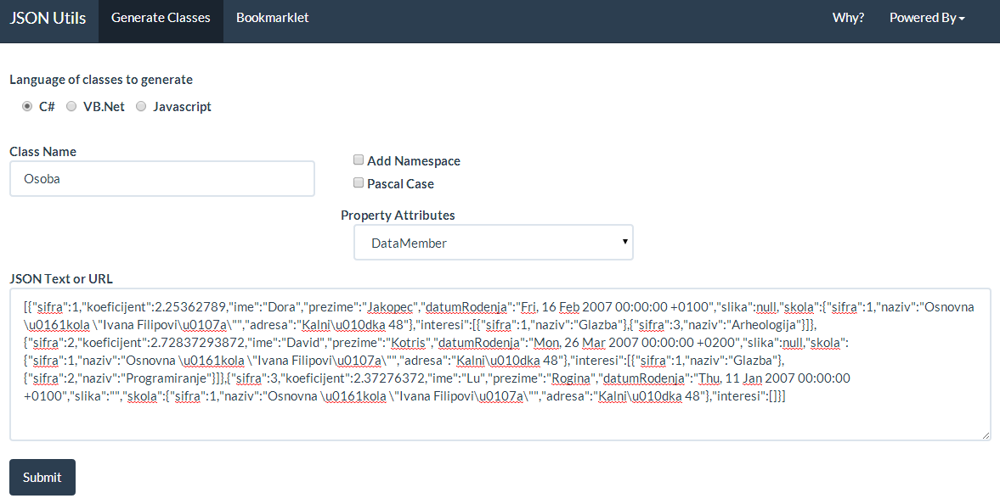 JSON Utils Generate Classes Bookmarklet Why? Powered By
Language of classes to generate
C# VB.Net Javascript
Class Name
Osoba
Add Namespace
Pascal Case
Property Attributes
DataMember
JSON Text or URL
[{"sifra":1,"koeficijent":2.25362789,"ime":"Dora","prezime":"Jakopec","datumRodenja":"Fri, 16 Feb 2007 00:00:00 +0100","slika":null,"skola":{"sifra":1,"naziv":"Osnovna
\u0161kola \"Ivana Filipovi\u0107a\"","adresa":"Kalni\u010dka 48"},"interesi":[{"sifra":1,"naziv":"Glazba"},{"sifra":3,"naziv":"Arheologija"}]},
{"sifra":2,"koeficijent":2.72837293872,"ime":"David","prezime":"Kotris","datumRodenja":"Mon, 26 Mar 2007 00:00:00 +0200","slika":null,"skola":
{"sifra":1,"naziv":"Osnovna \u0161kola \"Ivana Filipovi\u0107a\"","adresa":"Kalni\u010dka 48"},"interesi":[{"sifra":1,"naziv":"Glazba"},
{"sifra":2,"naziv":"Programiranje"}]},{"sifra":3,"koeficijent":2.37276372,"ime":"Lu","prezime":"Rogina","datumRodenja":"Thu, 11 Jan 2007 00:00:00
+0100","slika":"","skola":{"sifra":1,"naziv":"Osnovna \u0161kola \"Ivana Filipovi\u0107a\"","adresa":"Kalni\u010dka 48"},"interesi":[]}]
Submit